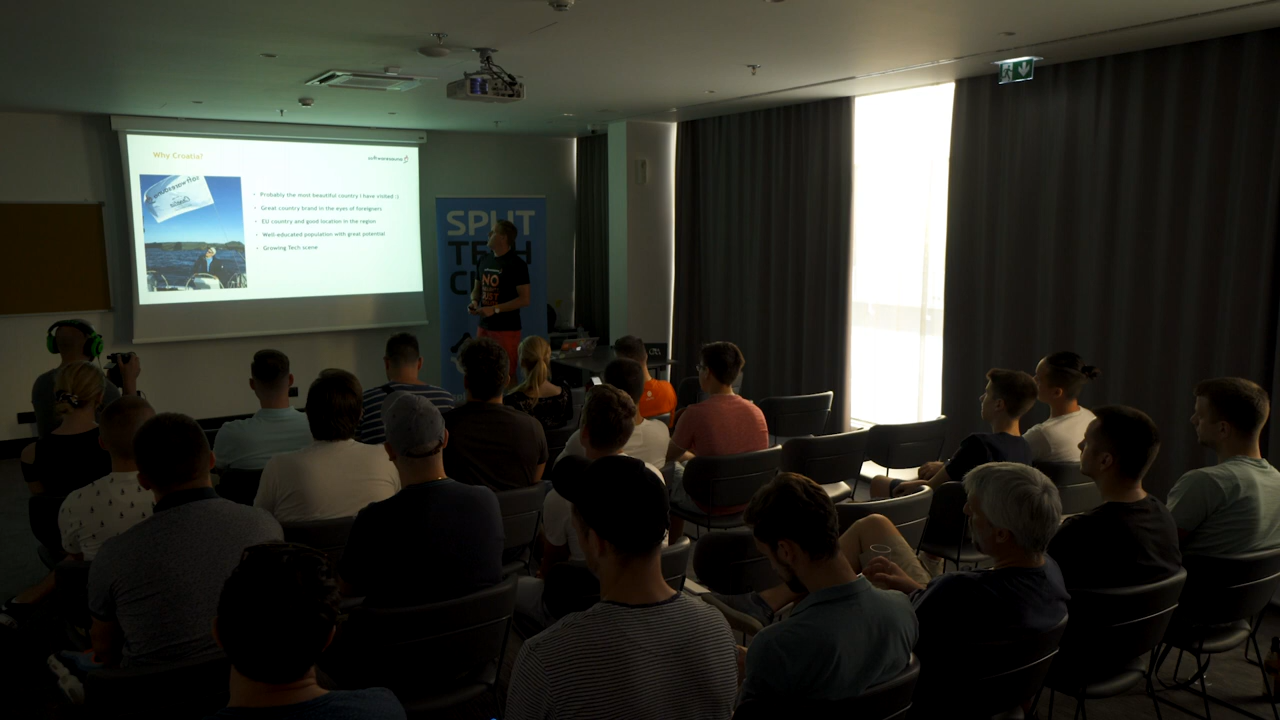 Why Croatia?
softwaresauna
Probably the most beautiful country I have visited :)
Great country brand in the eyes of foreigners
EU country and good location in the region
Well-educated population with great potential
Growing Tech scene
SPLIT
TECH
NO